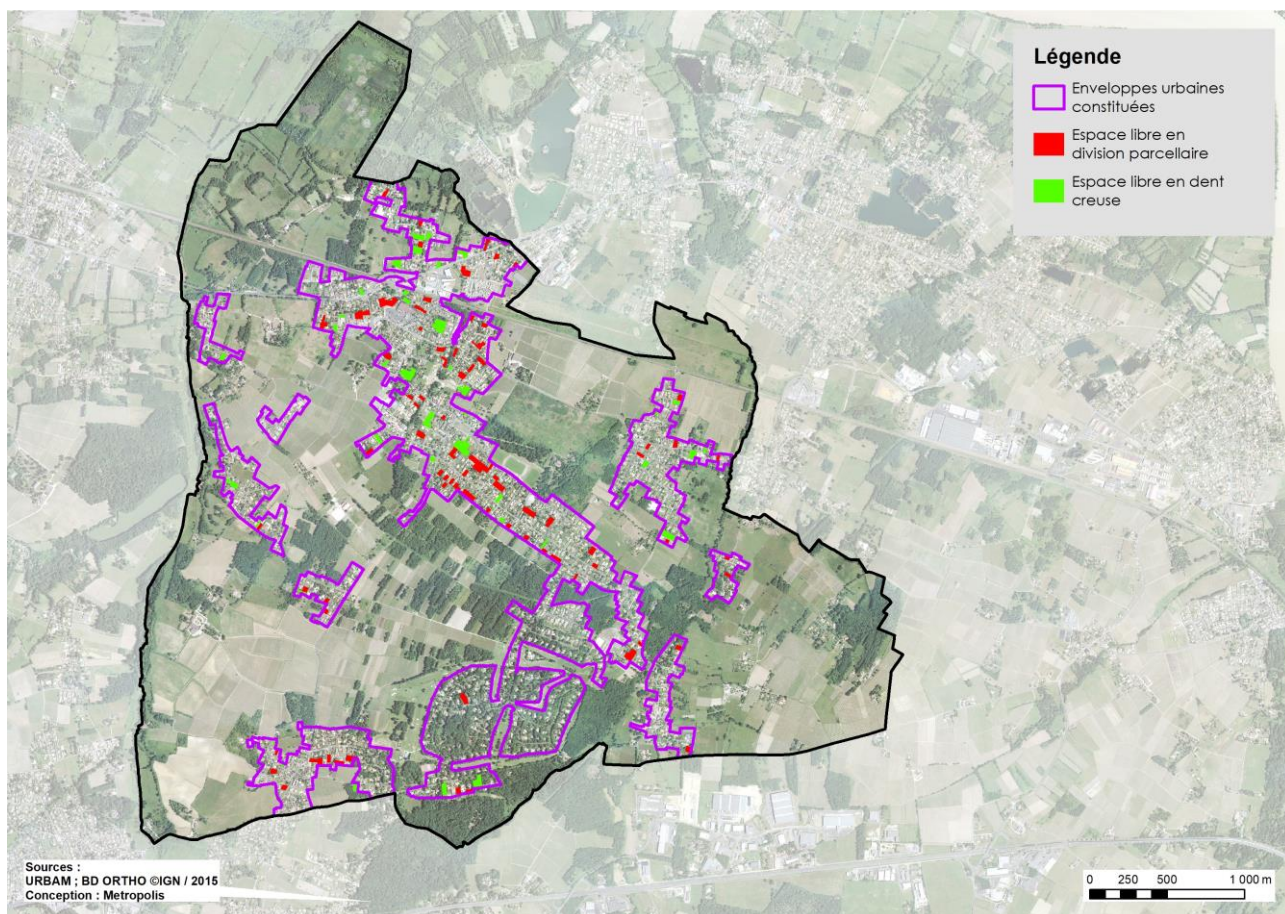 Légende
Enveloppes urbaines
constituées
Espace libre en
division parcellaire
Espace libre en dent
creuse
Sources :
URBAM ; BD ORTHO ©IGN / 2015
Conception : Metropolis
0 250 500 1 000 m